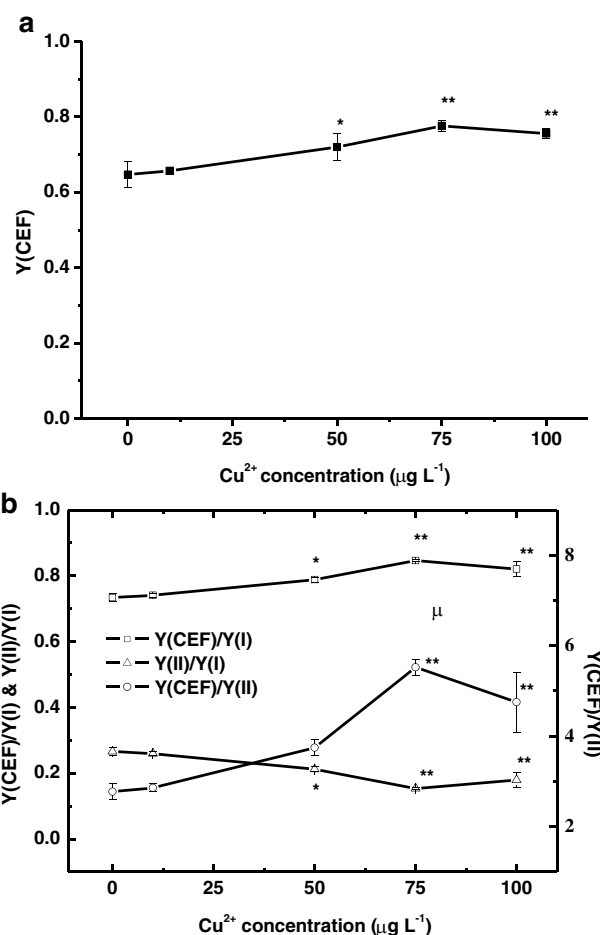 a
1.0
0.8
0.6
0.4
0.2
0.0
Y(CEF)
*
**
**
0 25 50 75 100
Cu2+ concentration (μg L-1)
b
1.0
0.8
0.6
0.4
0.2
0.0
Y(CEF)/Y(I) & Y(II)/Y(I)
*
**
**
μ
Y(CEF)/Y(I)
Y(II)/Y(I)
Y(CEF)/Y(II)
**
**
*
**
**
8
6
4
2
Y(CEF)/Y(II)
0 25 50 75 100
Cu2+ concentration (μg L-1)